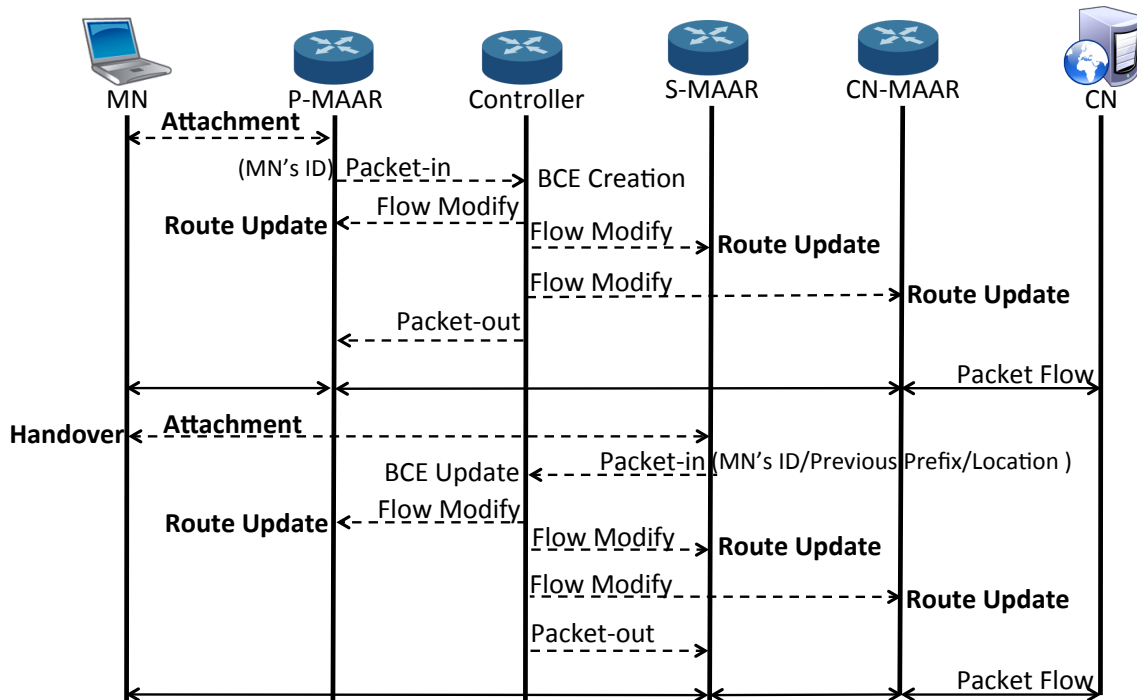 MN P-MAAR Controller S-MAAR CN-MAAR CN
Attachment
(MN's ID) Packet-in BCE Creation
Flow Modify
Route Update
Flow Modify Route Update
Flow Modify
Route Update
Packet-out
Packet Flow
Handover Attachment
BCE Update Packet-in (MN's ID/Previous Prefix/Location )
Flow Modify
Route Update
Flow Modify Route Update
Flow Modify
Route Update
Packet-out
Packet Flow